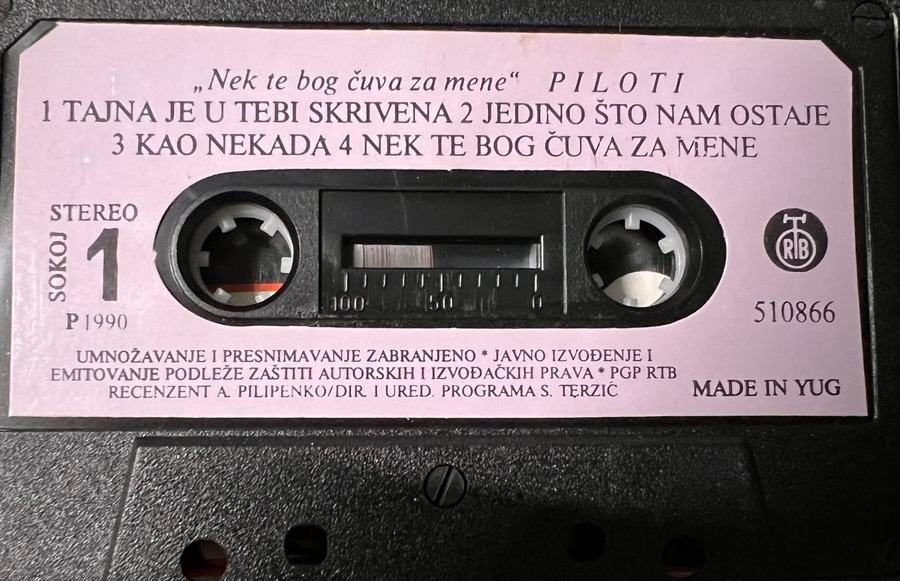 „Nek te bog čuva za mene“ PILOTI
1 TAJNA JE U TEBI SKRIVENA 2 JEDINO ŠTO NAM OSTAJE
3 KAO NEKADA 4 NEK TE BOG ČUVA ZA MENE
STEREO
SOKOJ
1
P 1990
100 50 0
RTB
510866
UMNOŽAVANJE I PRESNIMAVANJE ZABRANJENO * JAVNO IZVOĐENJE I
EMITOVANJE PODLEŽE ZAŠTITI AUTORSKIH I IZVOĐAČKIH PRAVA * PGP RTB
RECENZENT A. PILIPENKO/DIR. I URED. PROGRAMA S. TERZIĆ
MADE IN YUG